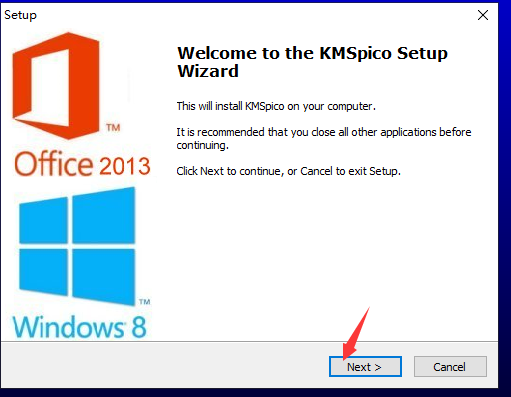 Setup
Welcome to the KMSpico Setup
Wizard
This will install KMSpico on your computer.
It is recommended that you close all other applications before
continuing.
Click Next to continue, or Cancel to exit Setup.
TM
Office 2013
TM
Windows 8
Next >
Cancel